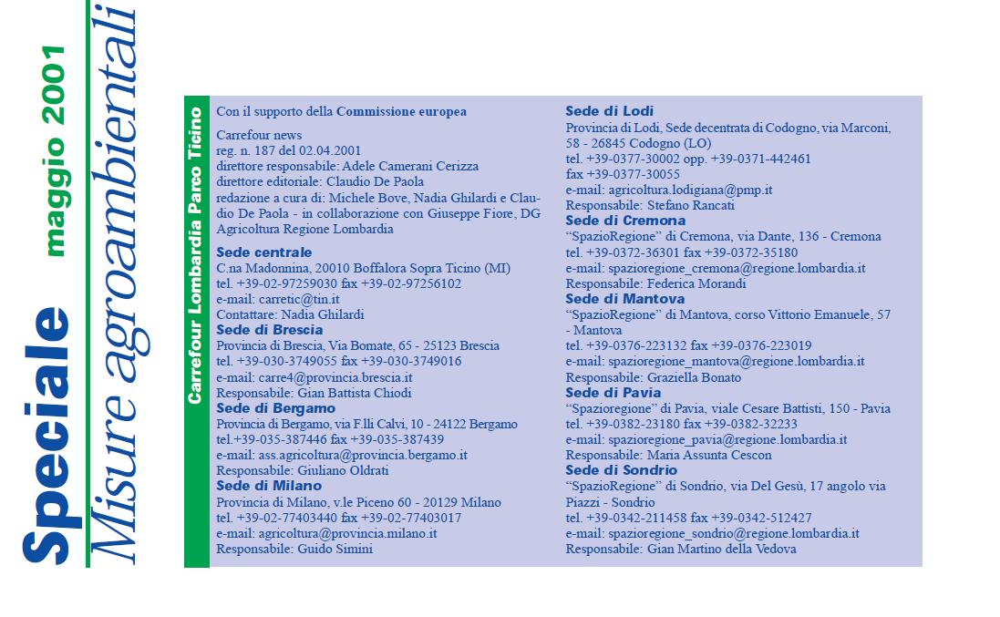 Speciale maggio 2001
Misure agroambientali
Carrefour Lombardia Parco Ticino
Con il supporto della Commissione europea
Carrefour news
reg. n. 187 del 02.04.2001
direttore responsabile: Adele Camerani Cerizza
direttore editoriale: Claudio De Paola
redazione a cura di: Michele Bove, Nadia Ghilardi e Clau-
dio De Paola - in collaborazione con Giuseppe Fiore, DG
Agricoltura Regione Lombardia
Sede centrale
C.na Madonnina, 20010 Boffalora Sopra Ticino (MI)
tel. +39-02-97259030 fax +39-02-97256102
e-mail: carretic@tin.it
Contattare: Nadia Ghilardi
Sede di Brescia
Provincia di Brescia, Via Bornate, 65 - 25123 Brescia
tel. +39-030-3749055 fax +39-030-3749016
e-mail: carre4@provincia.brescia.it
Responsabile: Gian Battista Chiodi
Sede di Bergamo
Provincia di Bergamo, via F.lli Calvi, 10 - 24122 Bergamo
tel.+39-035-387446 fax +39-035-387439
e-mail: ass.agricoltura@provincia.bergamo.it
Responsabile: Giuliano Oldrati
Sede di Milano
Provincia di Milano, v.le Piceno 60 - 20129 Milano
tel. +39-02-77403440 fax +39-02-77403017
e-mail: agricoltura@provincia.milano.it
Responsabile: Guido Simini
Sede di Lodi
Provincia di Lodi, Sede decentrata di Codogno, via Marconi,
58 - 26845 Codogno (LO)
tel. +39-0377-30002 opp. +39-0371-442461
fax +39-0377-30055
e-mail: agricoltura.lodigiana@pmp.it
Responsabile: Stefano Rancati
Sede di Cremona
“SpazioRegione” di Cremona, via Dante, 136 - Cremona
tel. +39-0372-36301 fax +39-0372-35180
e-mail: spazioregione_cremona@regione.lombardia.it
Responsabile: Federica Morandi
Sede di Mantova
“SpazioRegione” di Mantova, corso Vittorio Emanuele, 57
- Mantova
tel. +39-0376-223132 fax +39-0376-223019
e-mail: spazioregione_mantova@regione.lombardia.it
Responsabile: Graziella Bonato
Sede di Pavia
“Spazioregione” di Pavia, viale Cesare Battisti, 150 - Pavia
tel. +39-0382-23180 fax +39-0382-32233
e-mail: spazioregione_pavia@regione.lombardia.it
Responsabile: Maria Assunta Cescon
Sede di Sondrio
“SpazioRegione” di Sondrio, via Del Gesù, 17 angolo via
Piazzi - Sondrio
tel. +39-0342-211458 fax +39-0342-512427
e-mail: spazioregione_sondrio@regione.lombardia.it
Responsabile: Gian Martino della Vedova